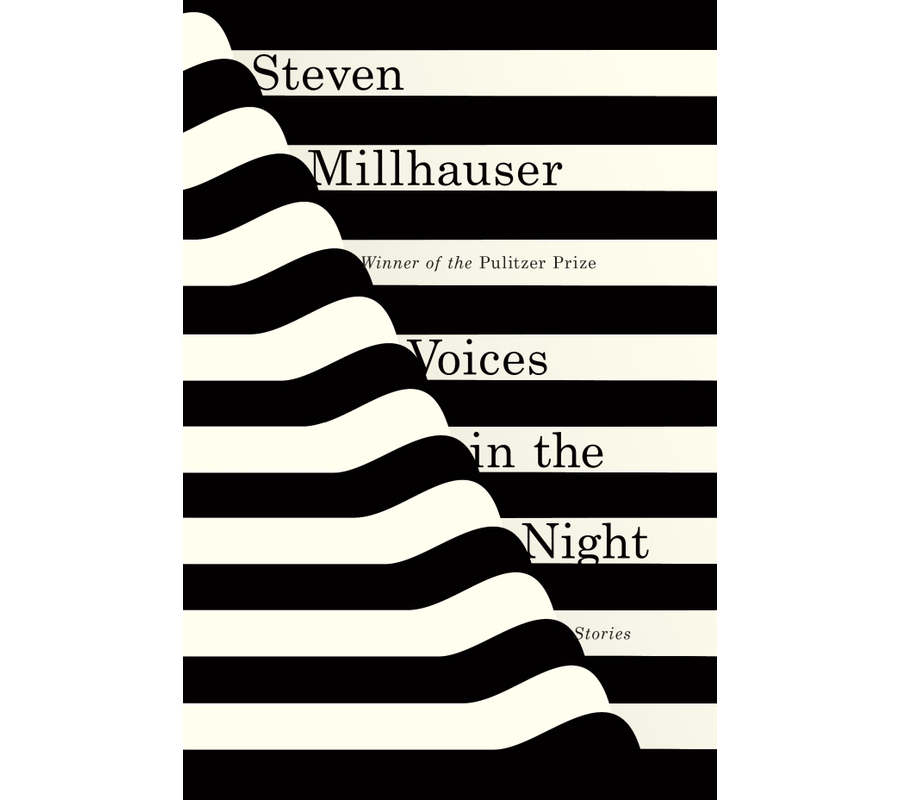 Steven
Millhauser
Winner of the Pulitzer Prize
Voices
in the
Night
Stories